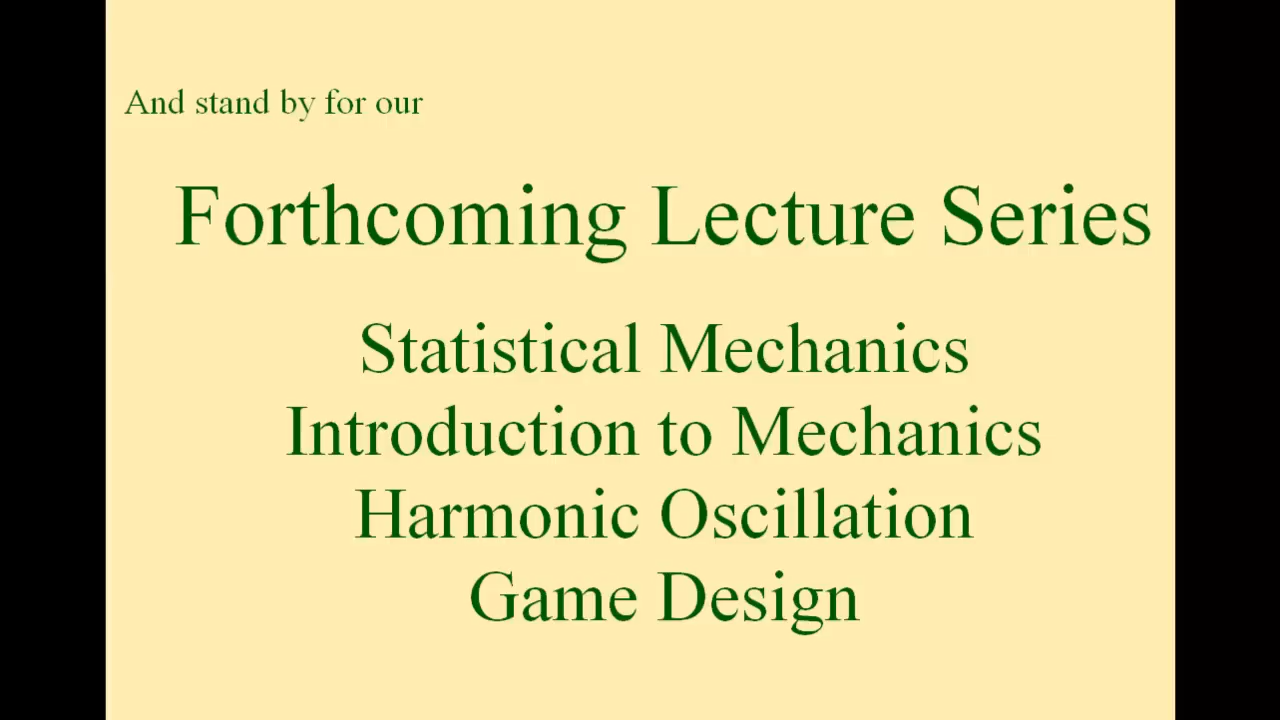 And stand by for our
Forthcoming Lecture Series
Statistical Mechanics
Introduction to Mechanics
Harmonic Oscillation
Game Design